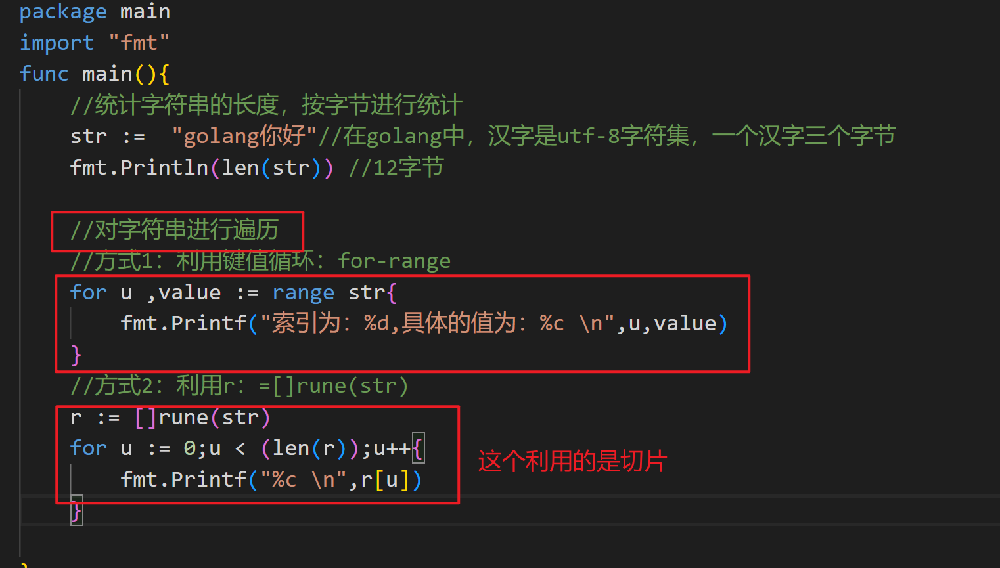 package main
import "fmt"
func main(){
//统计字符串的长度，按字节进行统计
str :=  "golang你好"//在golang中，汉字是utf-8字符集，一个汉字三个字节
fmt.Println(len(str)) //12字节
//对字符串进行遍历
//方式1：利用键值循环：for-range
for u ,value := range str{
fmt.Printf("索引为：%d,具体的值为：%c \n",u,value)
}
//方式2：利用r：=[]rune(str)
r := []rune(str)
for u := 0;u < (len(r));u++{
fmt.Printf("%c \n",r[u])
}
这个利用的是切片
}